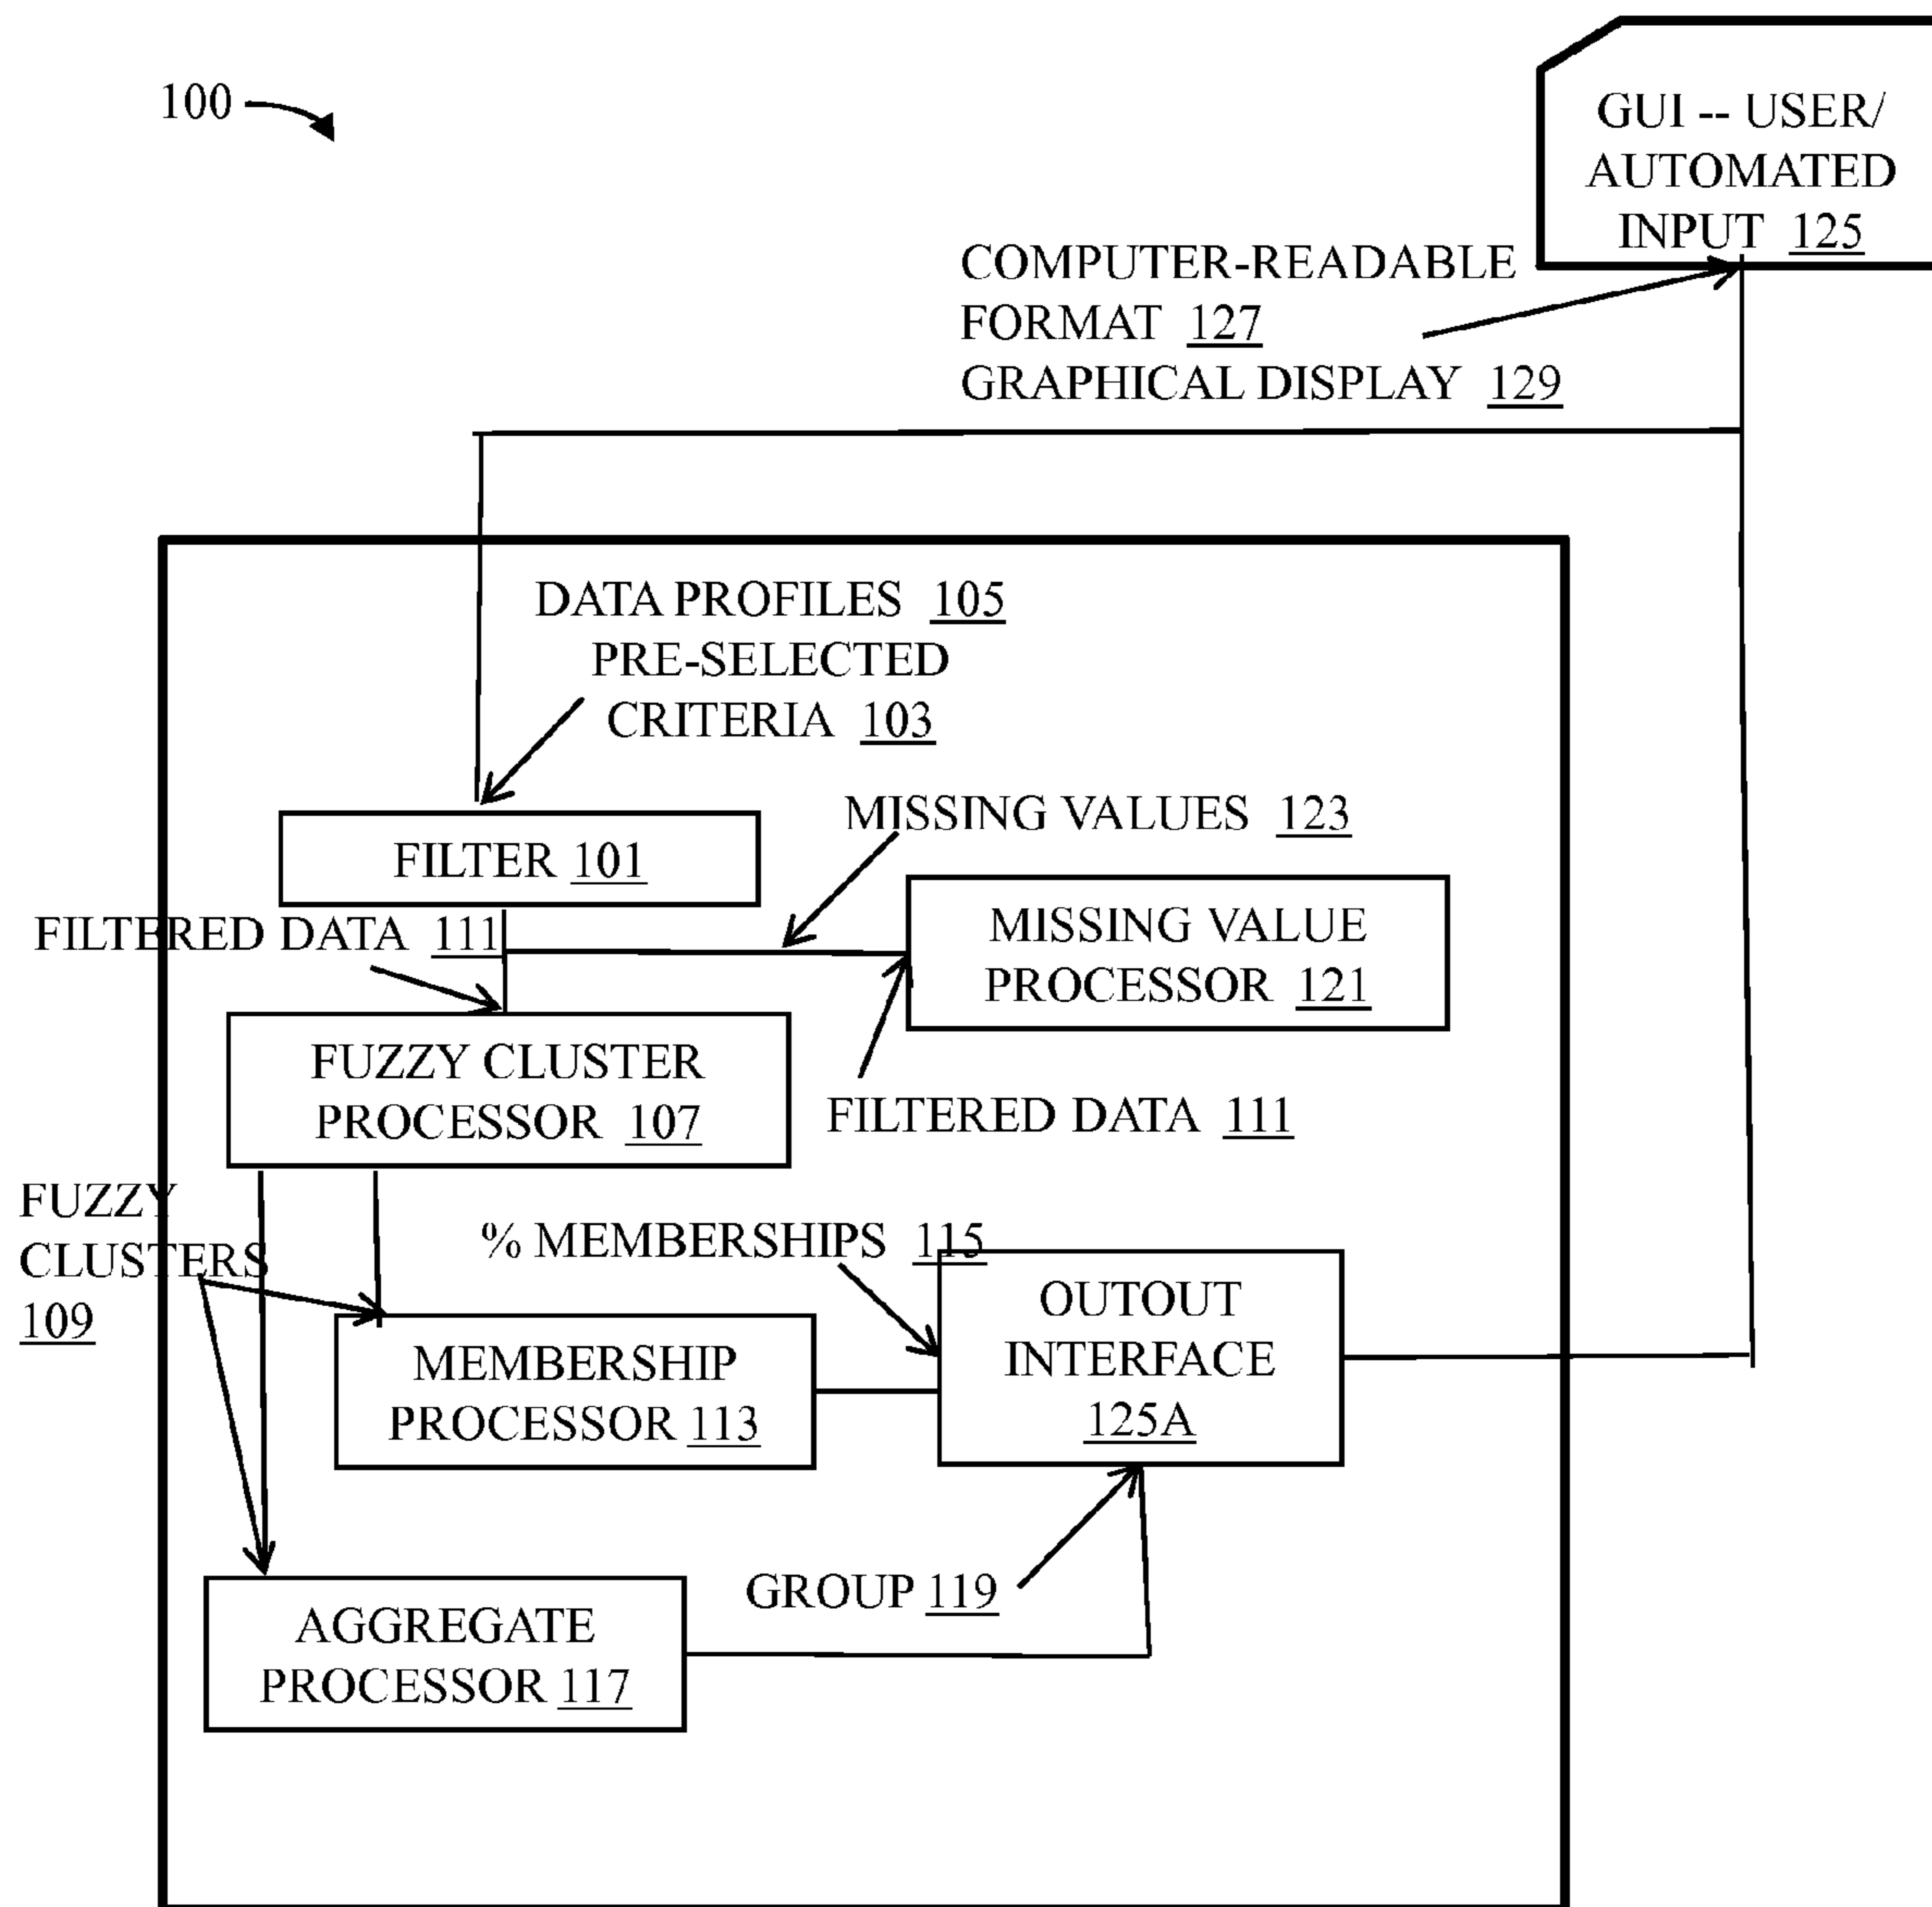 100
GUI -- USER/
AUTOMATED
INPUT 125
COMPUTER-READABLE
FORMAT 127
GRAPHICAL DISPLAY 129
DATA PROFILES 105
PRE-SELECTED
CRITERIA 103
MISSING VALUES 123
FILTER 101
FILTERED DATA 111
MISSING VALUE
PROCESSOR 121
FUZZY CLUSTER
PROCESSOR 107
FILTERED DATA 111
FUZZY
CLUSTERS
109
% MEMBERSHIPS 115
OUTOUT
INTERFACE
125A
MEMBERSHIP
PROCESSOR 113
GROUP 119
AGGREGATE
PROCESSOR 117